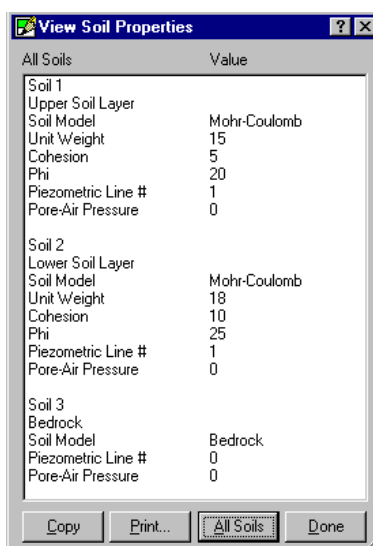 View Soil Properties
All Soils Value
Soil 1
Upper Soil Layer
Soil Model Mohr-Coulomb
Unit Weight 15
Cohesion 5
Phi 20
Piezometric Line # 1
Pore-Air Pressure 0
Soil 2
Lower Soil Layer
Soil Model Mohr-Coulomb
Unit Weight 18
Cohesion 10
Phi 25
Piezometric Line # 1
Pore-Air Pressure 0
Soil 3
Bedrock
Soil Model Bedrock
Piezometric Line # 0
Pore-Air Pressure 0
Copy Print... All Soils Done